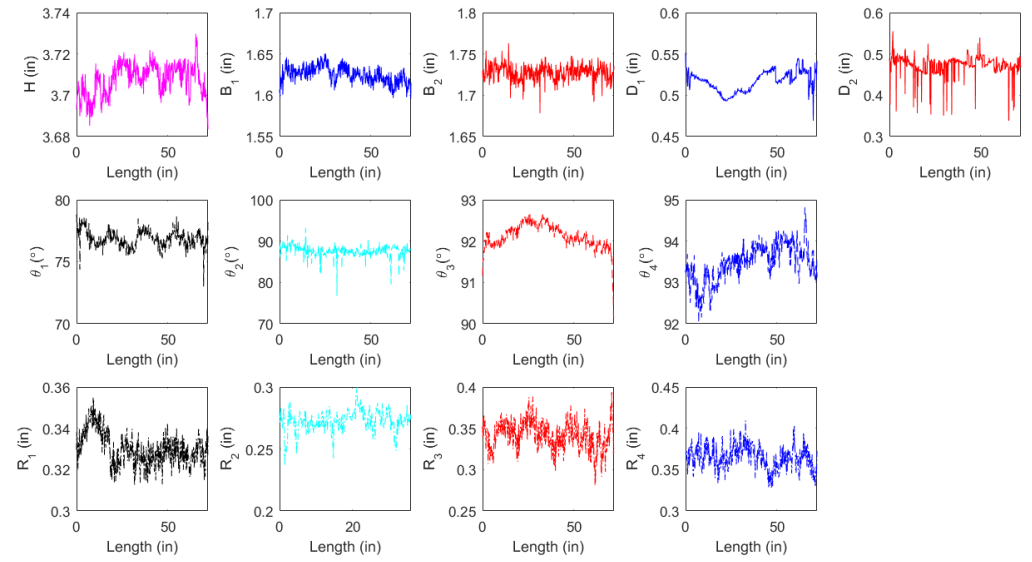 3.74
3.72
3.7
3.68
H (in)
0 50
Length (in)
1.7
1.65
1.6
1.55
B1 (in)
0 50
Length (in)
1.8
1.75
1.7
1.65
B2 (in)
0 50
Length (in)
0.6
0.55
0.5
0.45
D1 (in)
0 50
Length (in)
0.6
0.5
0.4
0.3
D2 (in)
0 50
Length (in)
80
75
70
θ1(°)
0 50
Length (in)
100
90
80
70
θ2(°)
0 50
Length (in)
93
92
91
90
θ3(°)
0 50
Length (in)
95
94
93
92
θ4(°)
0 50
Length (in)
0.36
0.34
0.32
0.3
R1 (in)
0 50
Length (in)
0.3
0.25
0.2
R2 (in)
0 20
Length (in)
0.4
0.35
0.3
0.25
R3 (in)
0 50
Length (in)
0.45
0.4
0.35
0.3
R4 (in)
0 50
Length (in)